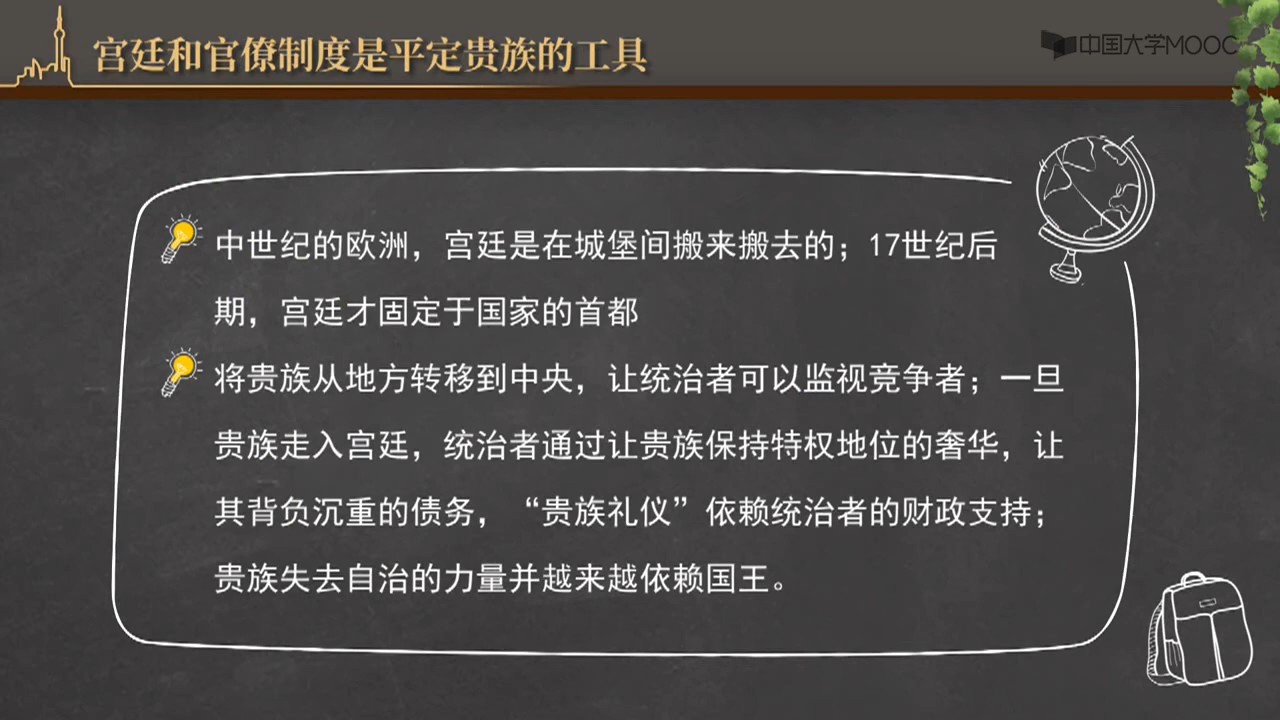 宫廷和官僚制度是平定贵族的工具
中国大学MOOC
中世纪的欧洲，宫廷是在城堡间搬来搬去的；17世纪后
期，宫廷才固定于国家的首都
将贵族从地方转移到中央，让统治者可以监视竞争者；一旦
贵族走入宫廷，统治者通过让贵族保持特权地位的奢华，让
其背负沉重的债务，“贵族礼仪”依赖统治者的财政支持；
贵族失去自治的力量并越来越依赖国王。